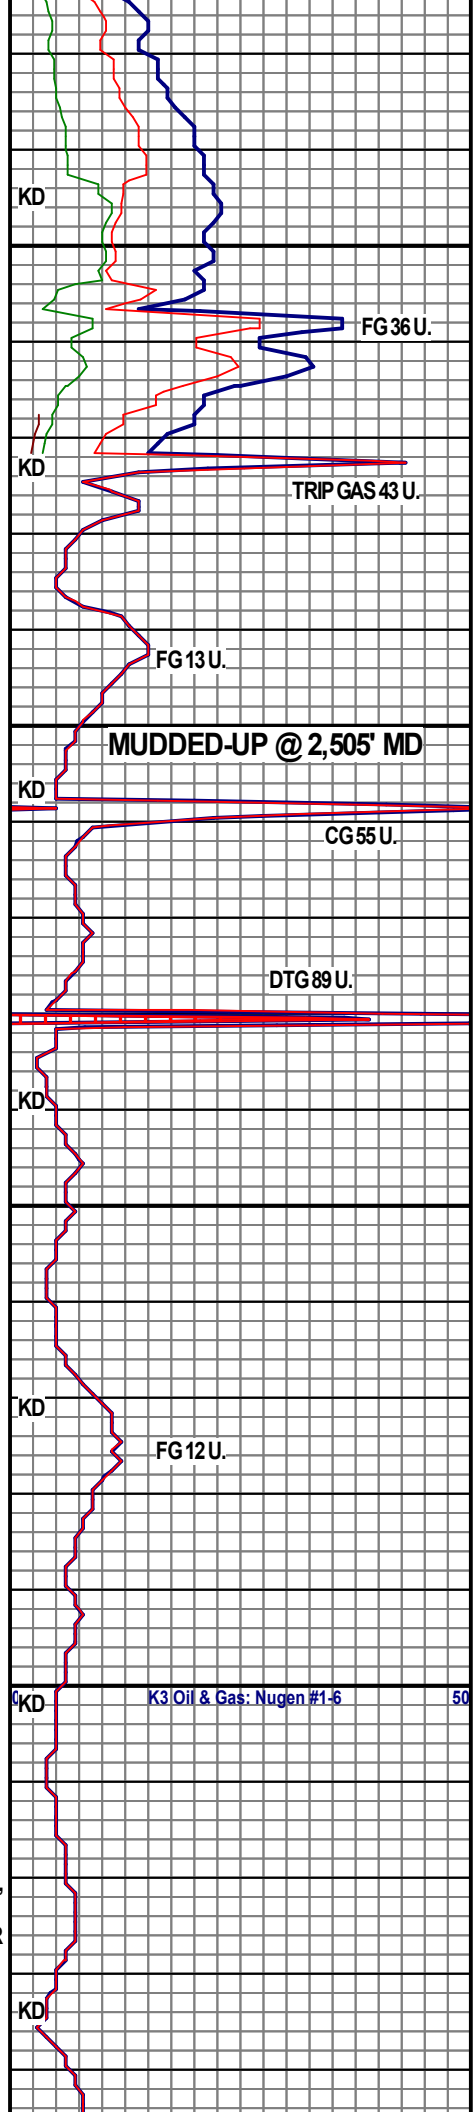 KD
FG 36 U.
KD
TRIP GAS 43 U.
FG 13 U.
MUDDED-UP @ 2,505' MD
KD
CG 55 U.
DTG 89 U.
KD
KD
FG 12 U.
0 K3 Oil & Gas: Nugen #1-6 50
KD
KD